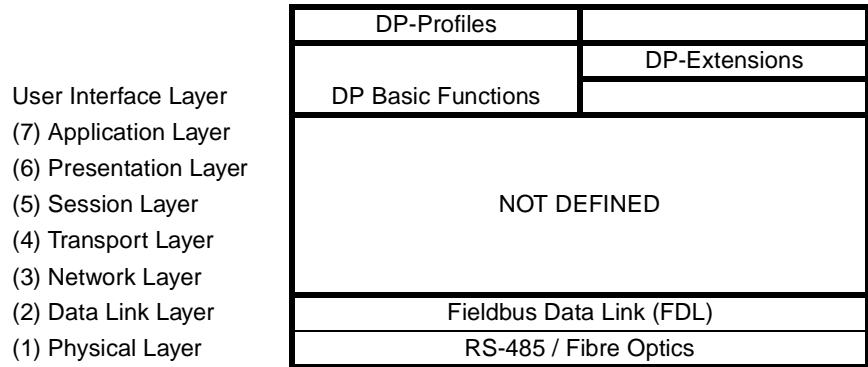 DP-Profiles
DP-Extensions
User Interface Layer DP Basic Functions
(7) Application Layer
(6) Presentation Layer
(5) Session Layer NOT DEFINED
(4) Transport Layer
(3) Network Layer
(2) Data Link Layer Fieldbus Data Link (FDL)
(1) Physical Layer RS-485 / Fibre Optics